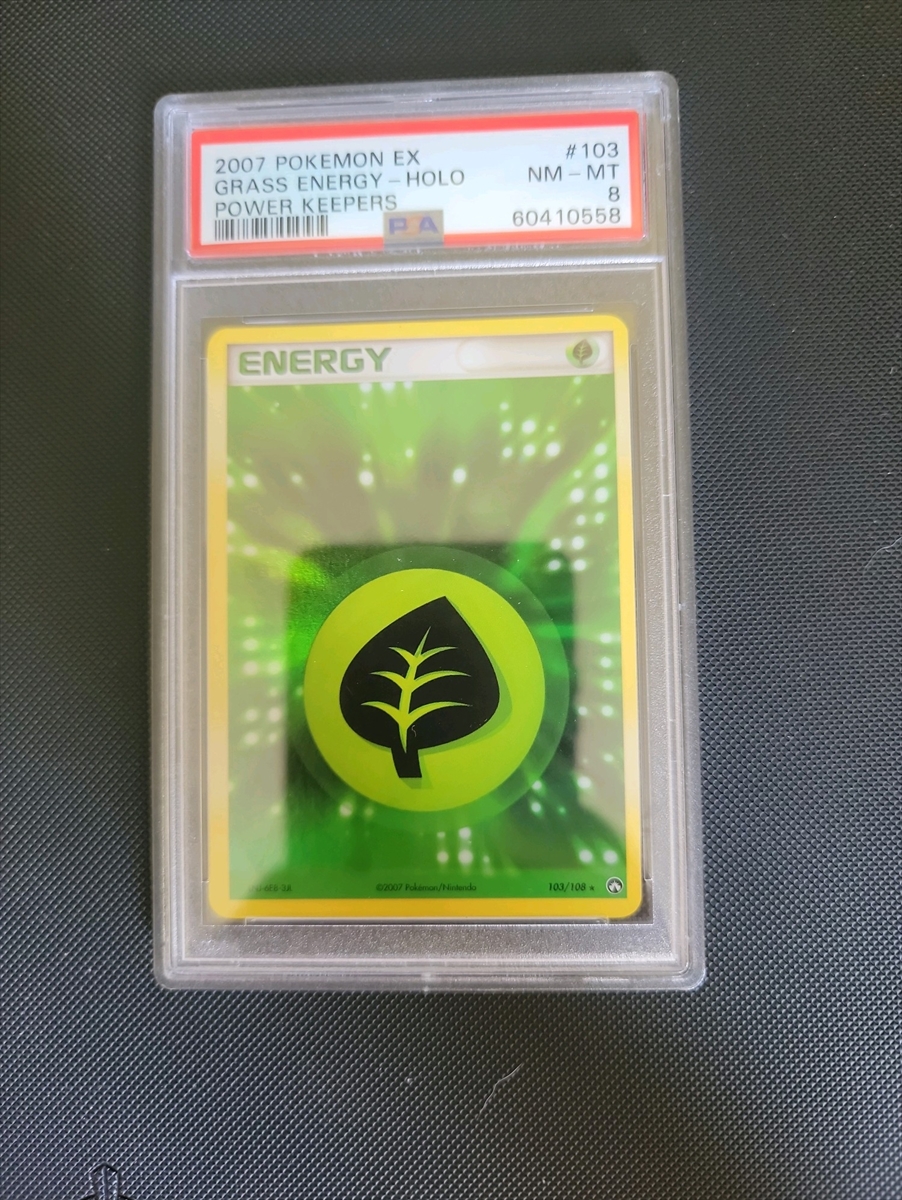 2007 POKEMON EX
#103
GRASS ENERGY - HOLO
NM - MT
8
POWER KEEPERS
60410558
PSA
ENERGY
©2007 Pokémon/Nintendo
103/108 ★